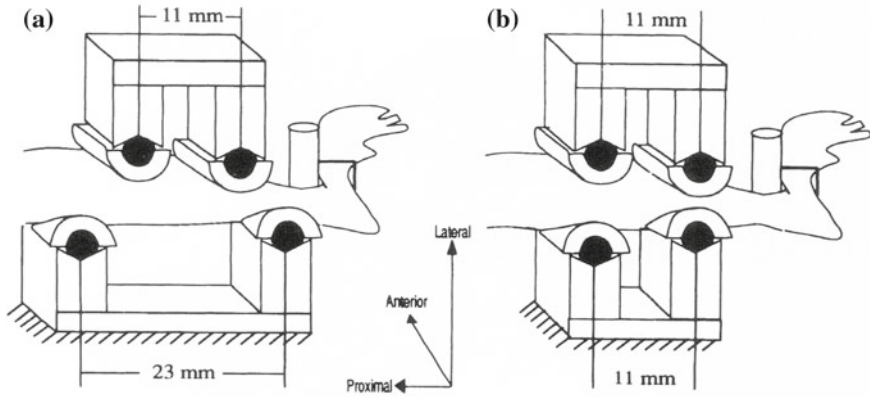 (a)
11 mm
(b)
11 mm
Lateral
Anterior
Proximal
23 mm
11 mm